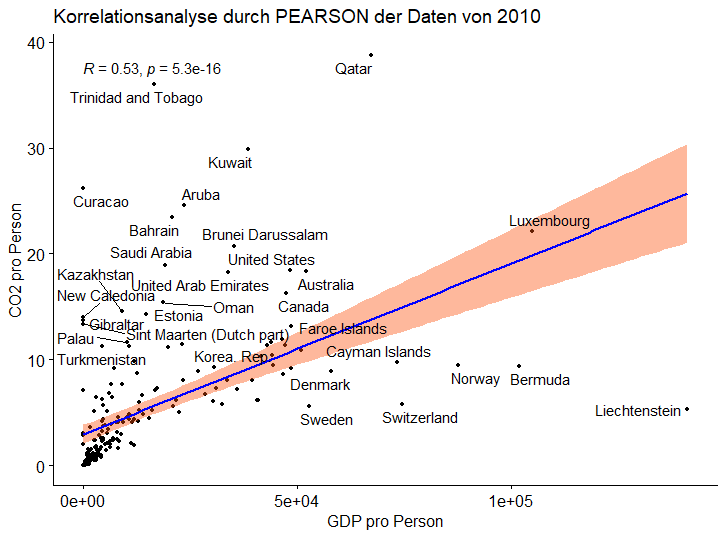 Korrelationsanalyse durch PEARSON der Daten von 2010
40
R = 0.53, p = 5.3e-16
Qatar
Trinidad and Tobago
30
Kuwait
Curacao
Aruba
Bahrain
Brunei Darussalam
Luxembourg
20
Saudi Arabia
United States
Kazakhstan
United Arab Emirates
Australia
New Caledonia
Oman
Canada
Gibraltar
Estonia
Sint Maarten (Dutch part)
Faroe Islands
Palau
Cayman Islands
10
Turkmenistan
Korea. Rep.
Denmark
Norway
Bermuda
Sweden
Switzerland
Liechtenstein
0
CO2 pro Person
0e+00
5e+04
1e+05
GDP pro Person